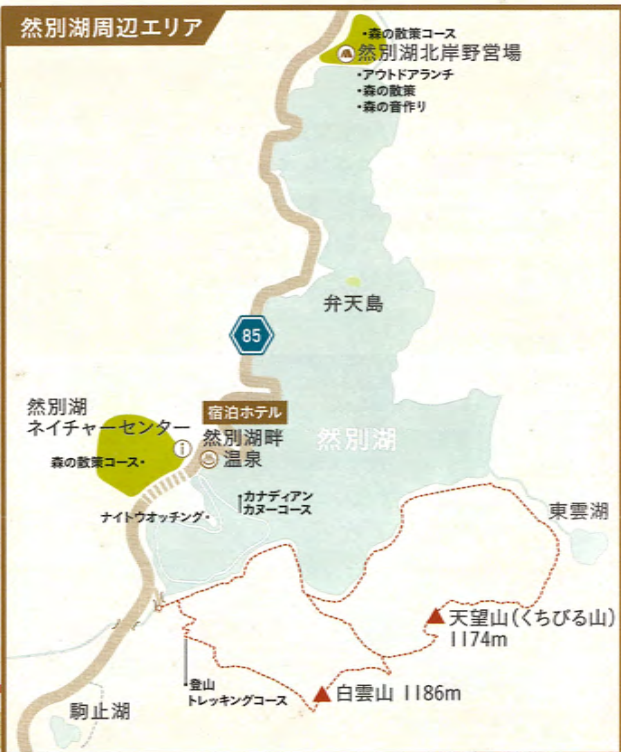 然別湖周辺エリア
・森の散策コース
然別湖北岸野営場
・アウトドアランチ
・森の散策
・森の音作り
弁天島
85
然別湖
ネイチャーセンター
i
森の散策コース・
宿泊ホテル
然別湖畔
温泉
然別湖
カナディアン
カヌーコース
ナイトウオッチング・
東雲湖
天望山(くちびる山)
1174m
・登山
トレッキングコース
白雲山 1186m
駒止湖